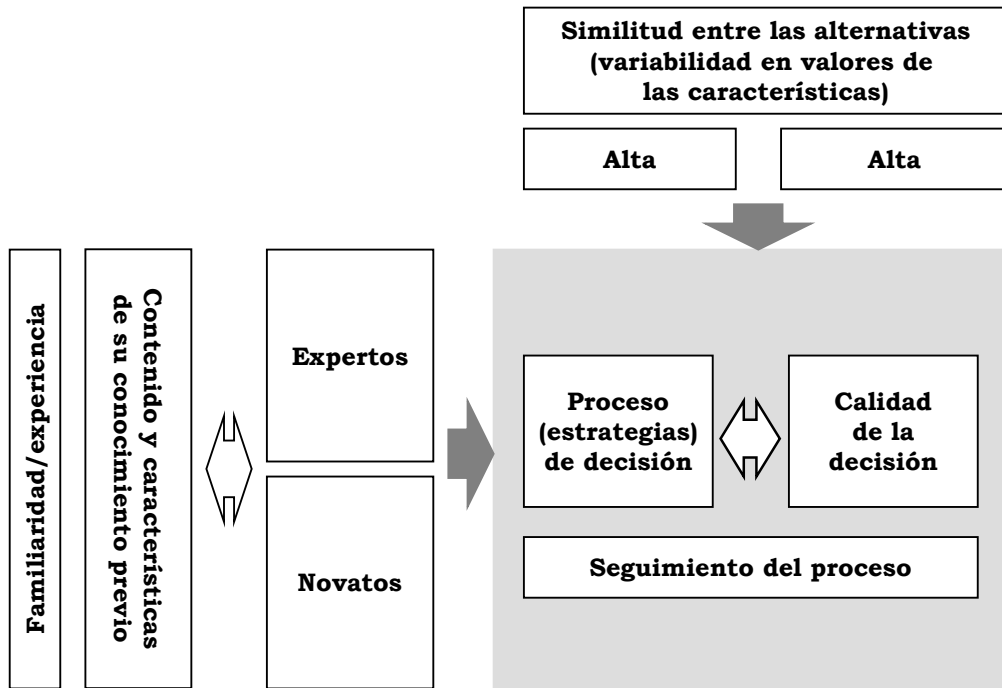 Similitud entre las alternativas
(variabilidad en valores de
las características)
Alta
Alta
Familiaridad/experiencia
Contenido y características
de su conocimiento previo
Expertos
Novatos
Proceso
(estrategias)
de decisión
Calidad
de la
decisión
Seguimiento del proceso